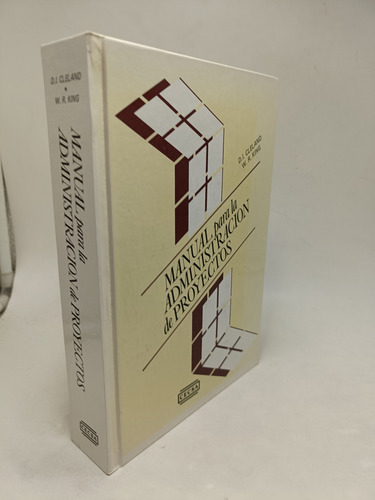 D.I. CLELAND
W. R. KING
MANUAL para la
ADMINISTRACION de PROYECTOS
CECSA
D.I. CLELAND
W. R. KING
MANUAL para la
ADMINISTRACION
de PROYECTOS
CECSA